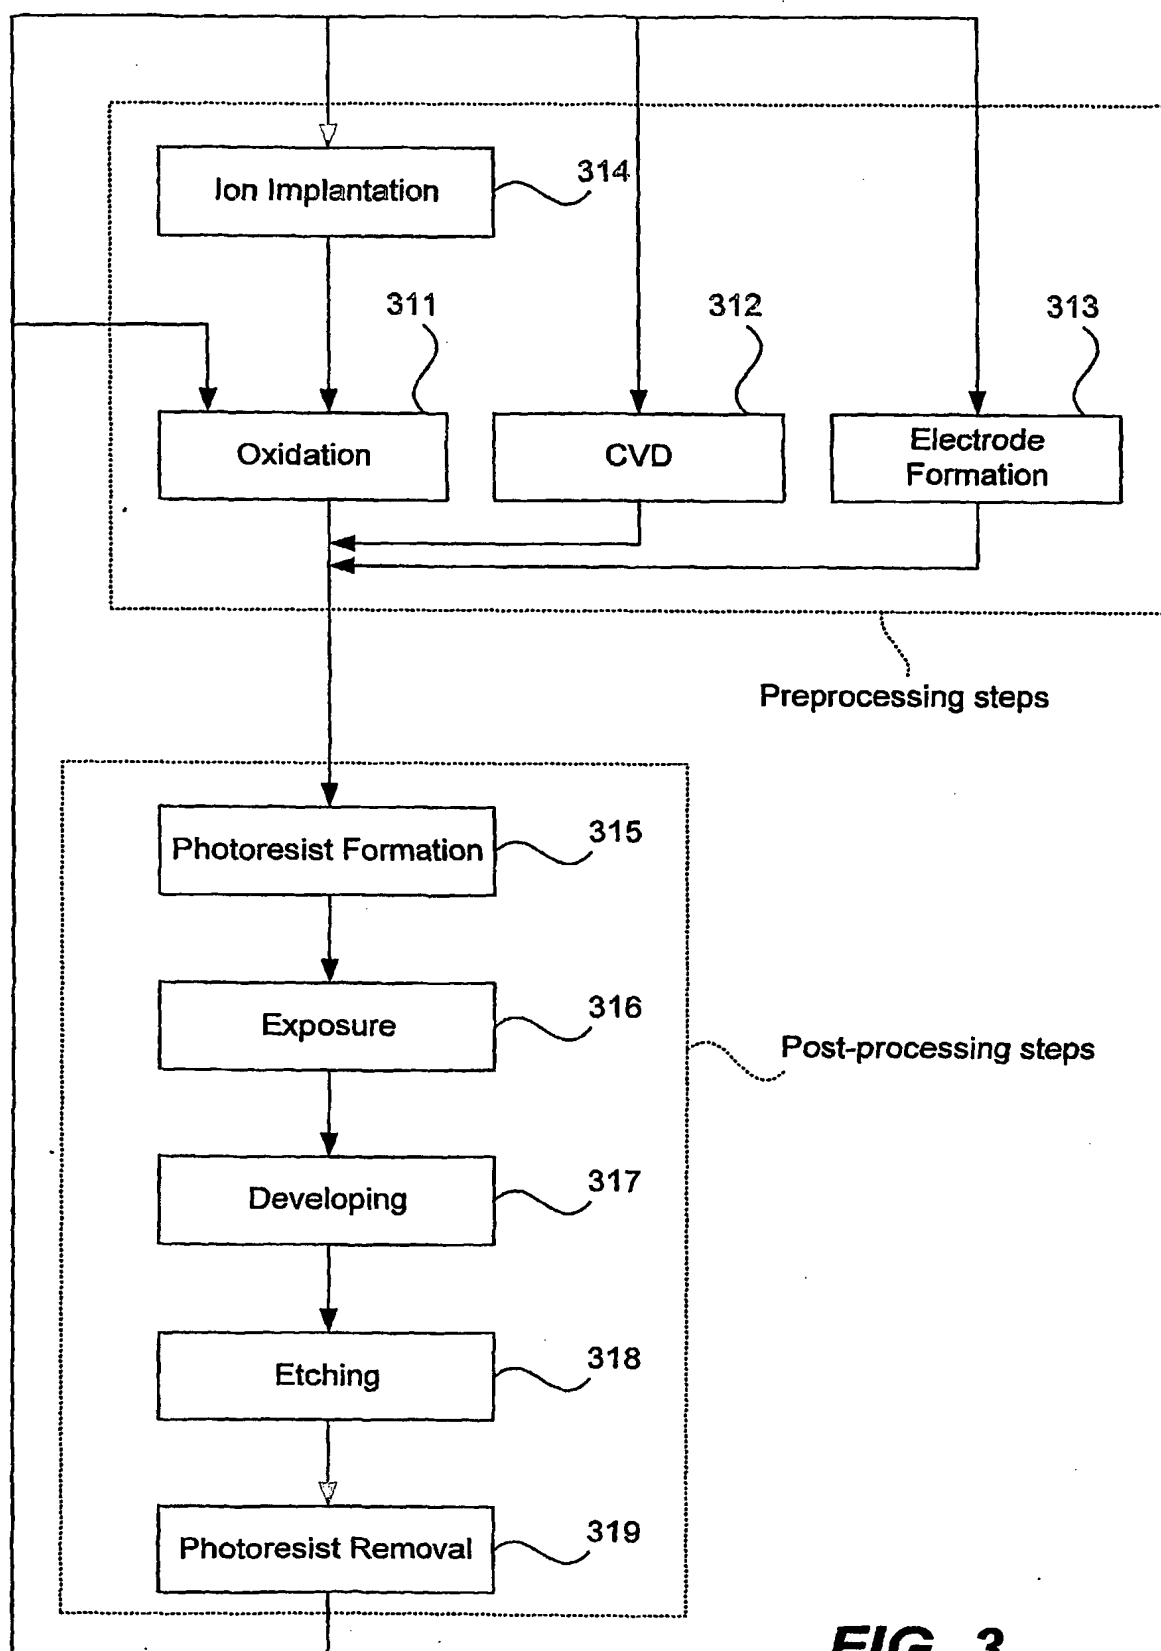 Ion Implantation
314
311
312
313
Oxidation
CVD
Electrode
Formation
Preprocessing steps
Photoresist Formation
315
Exposure
316
Post-processing steps
Developing
317
Etching
318
Photoresist Removal
319
FIG. 3